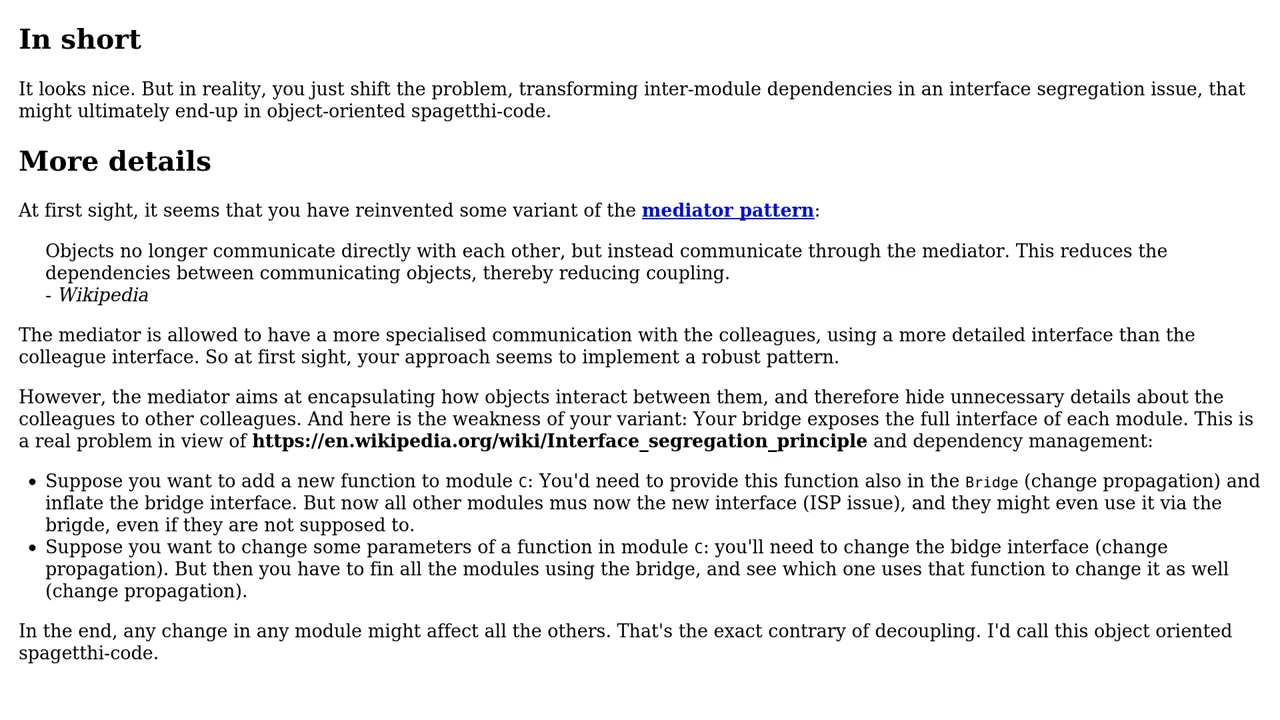 In short
It looks nice. But in reality, you just shift the problem, transforming inter-module dependencies in an interface segregation issue, that
might ultimately end-up in object-oriented spagetthi-code.
More details
At first sight, it seems that you have reinvented some variant of the mediator pattern:
Objects no longer communicate directly with each other, but instead communicate through the mediator. This reduces the
dependencies between communicating objects, thereby reducing coupling.
- Wikipedia
The mediator is allowed to have a more specialised communication with the colleagues, using a more detailed interface than the
colleague interface. So at first sight, your approach seems to implement a robust pattern.
However, the mediator aims at encapsulating how objects interact between them, and therefore hide unnecessary details about the
colleagues to other colleagues. And here is the weakness of your variant: Your bridge exposes the full interface of each module. This is
a real problem in view of https://en.wikipedia.org/wiki/Interface_segregation_principle and dependency management:
• Suppose you want to add a new function to module C: You'd need to provide this function also in the Bridge (change propagation) and
inflate the bridge interface. But now all other modules mus now the new interface (ISP issue), and they might even use it via the
brigde, even if they are not supposed to.
• Suppose you want to change some parameters of a function in module C: you'll need to change the bidge interface (change
propagation). But then you have to fin all the modules using the bridge, and see which one uses that function to change it as well
(change propagation).
In the end, any change in any module might affect all the others. That's the exact contrary of decoupling. I'd call this object oriented
spagetthi-code.